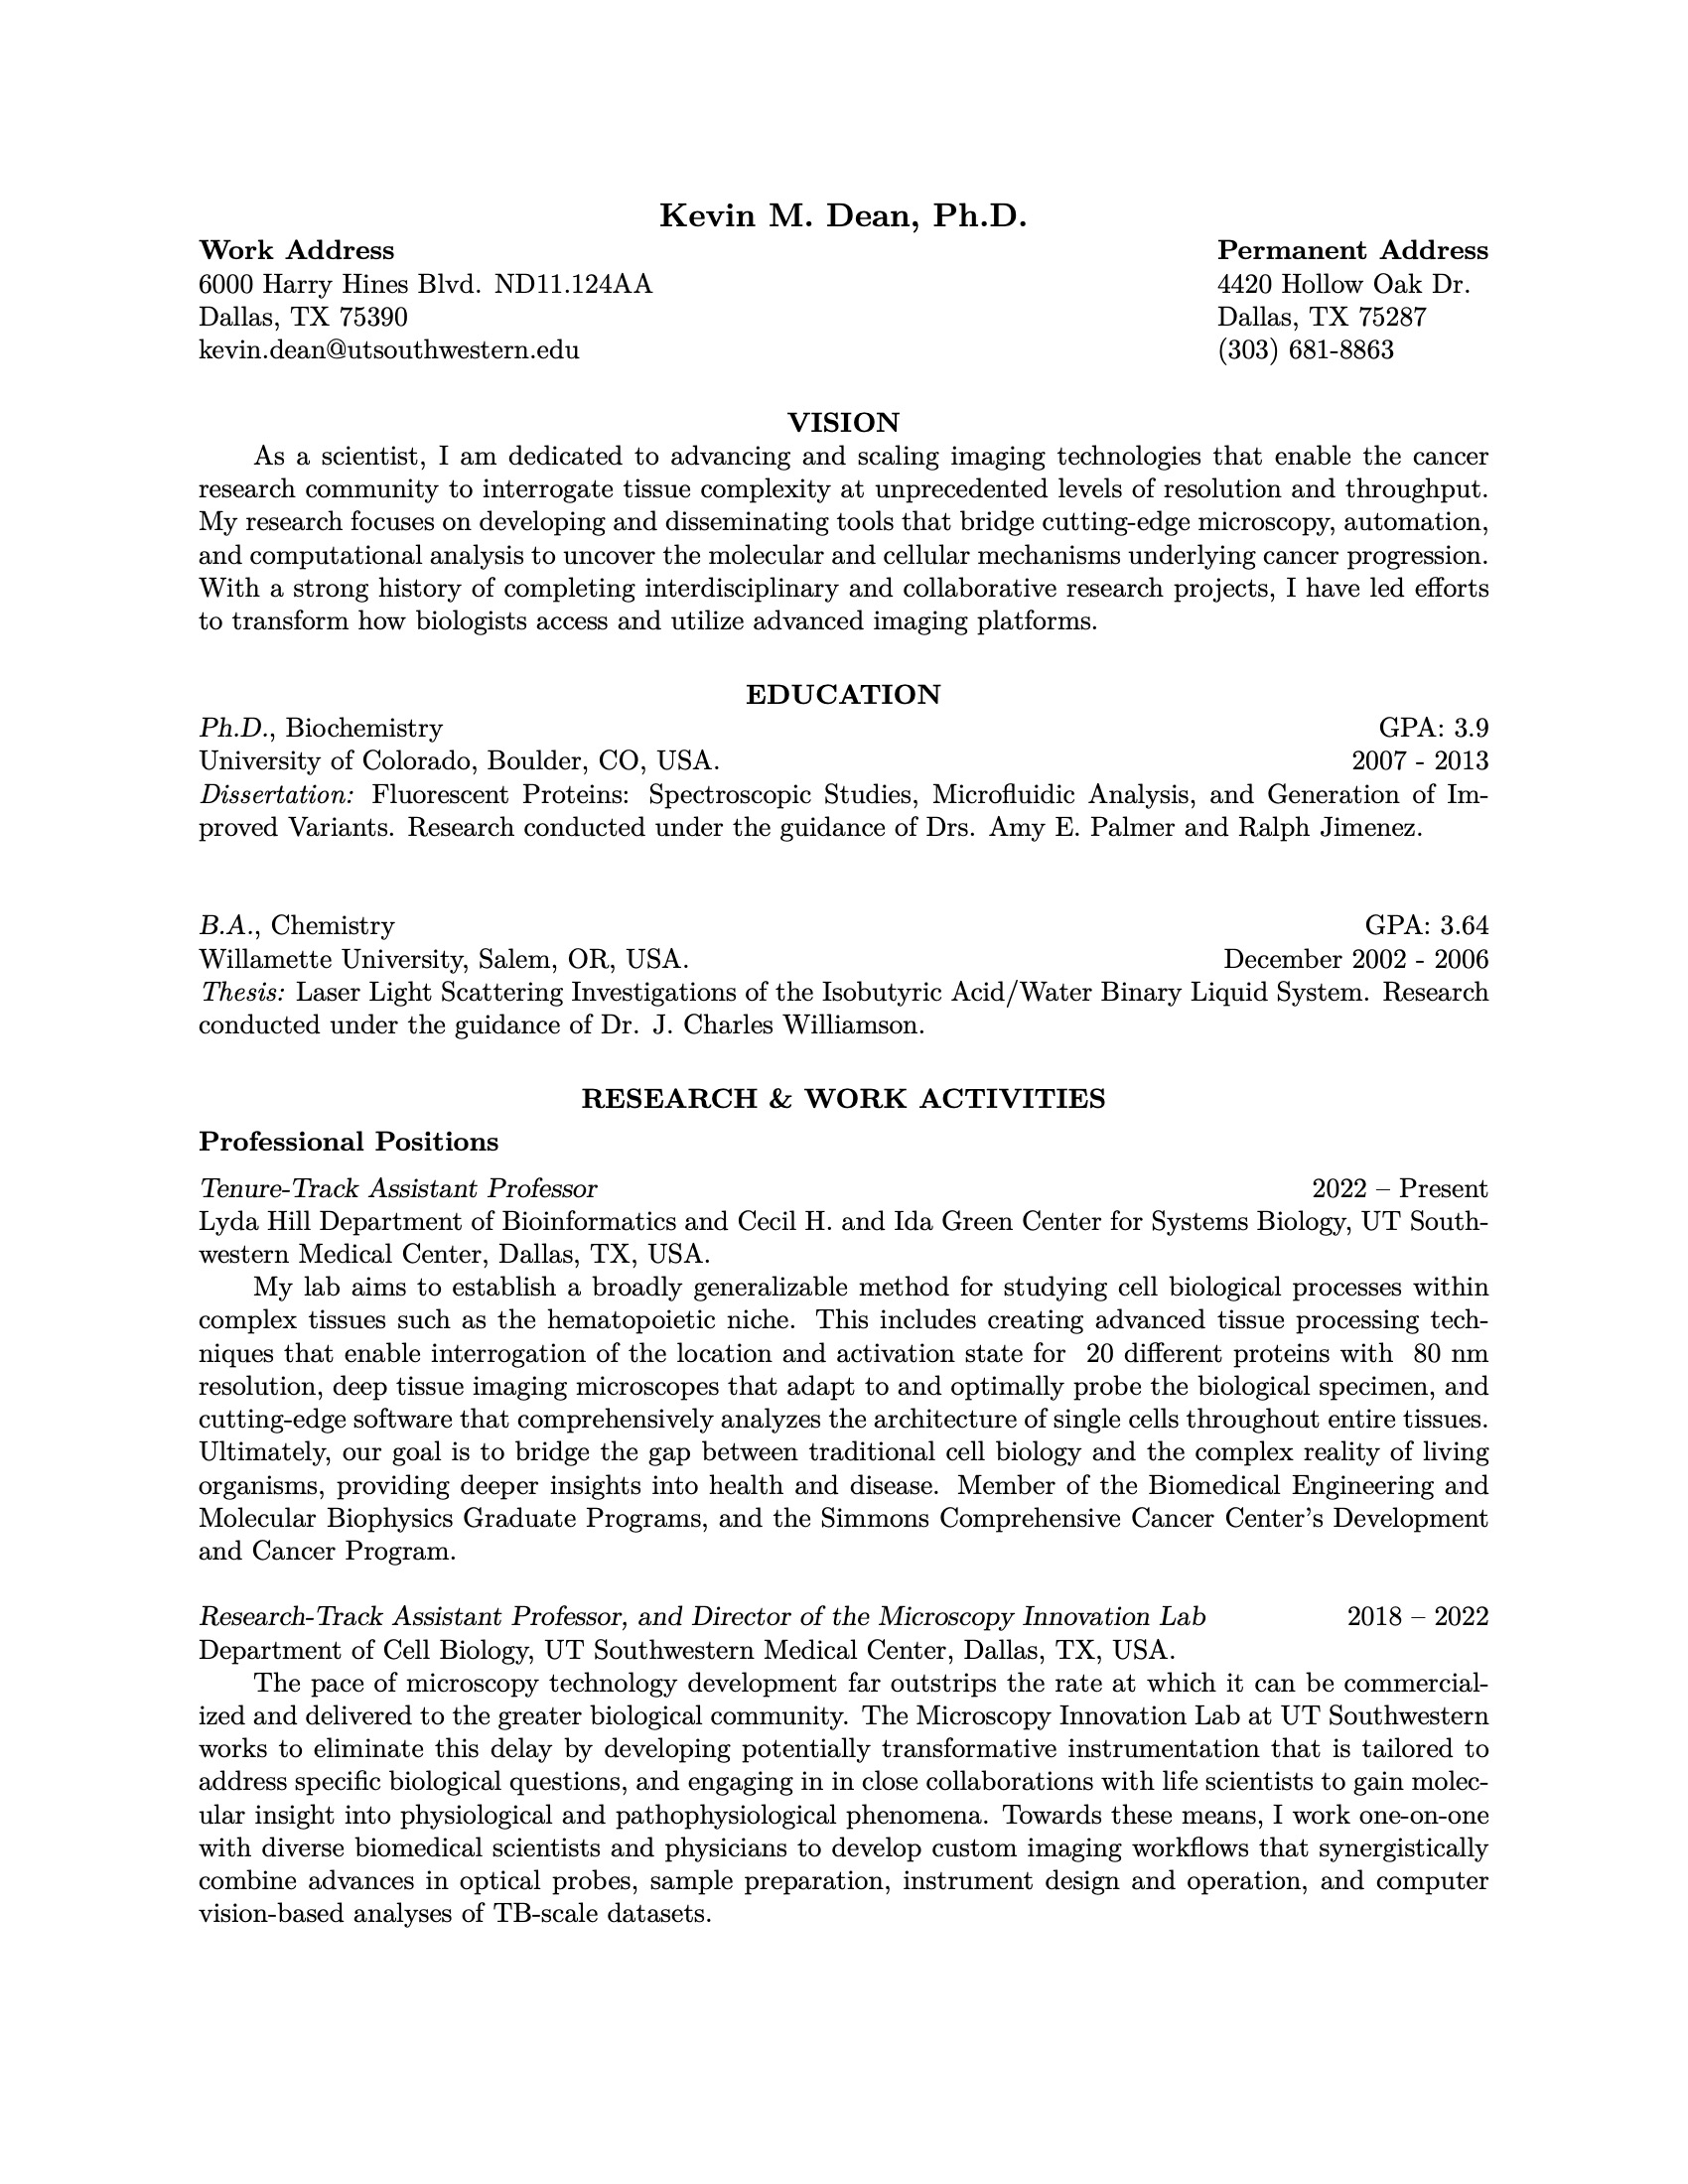 Kevin M. Dean, Ph.D.
Work Address
6000 Harry Hines Blvd. ND11.124AA
Dallas, TX 75390
kevin.dean@utsouthwestern.edu
Permanent Address
4420 Hollow Oak Dr.
Dallas, TX 75287
(303) 681-8863
VISION
As a scientist, I am dedicated to advancing and scaling imaging technologies that enable the cancer
research community to interrogate tissue complexity at unprecedented levels of resolution and throughput.
My research focuses on developing and disseminating tools that bridge cutting-edge microscopy, automation,
and computational analysis to uncover the molecular and cellular mechanisms underlying cancer progression.
With a strong history of completing interdisciplinary and collaborative research projects, I have led efforts
to transform how biologists access and utilize advanced imaging platforms.
EDUCATION
Ph.D., Biochemistry GPA: 3.9
University of Colorado, Boulder, CO, USA. 2007 - 2013
Dissertation: Fluorescent Proteins: Spectroscopic Studies, Microfluidic Analysis, and Generation of Im-
proved Variants. Research conducted under the guidance of Drs. Amy E. Palmer and Ralph Jimenez.
B.A., Chemistry GPA: 3.64
Willamette University, Salem, OR, USA. December 2002 - 2006
Thesis: Laser Light Scattering Investigations of the Isobutyric Acid/Water Binary Liquid System. Research
conducted under the guidance of Dr. J. Charles Williamson.
RESEARCH & WORK ACTIVITIES
Professional Positions
Tenure-Track Assistant Professor 2022 – Present
Lyda Hill Department of Bioinformatics and Cecil H. and Ida Green Center for Systems Biology, UT South-
western Medical Center, Dallas, TX, USA.
My lab aims to establish a broadly generalizable method for studying cell biological processes within
complex tissues such as the hematopoietic niche. This includes creating advanced tissue processing tech-
niques that enable interrogation of the location and activation state for 20 different proteins with 80 nm
resolution, deep tissue imaging microscopes that adapt to and optimally probe the biological specimen, and
cutting-edge software that comprehensively analyzes the architecture of single cells throughout entire tissues.
Ultimately, our goal is to bridge the gap between traditional cell biology and the complex reality of living
organisms, providing deeper insights into health and disease. Member of the Biomedical Engineering and
Molecular Biophysics Graduate Programs, and the Simmons Comprehensive Cancer Center's Development
and Cancer Program.
Research-Track Assistant Professor, and Director of the Microscopy Innovation Lab 2018 – 2022
Department of Cell Biology, UT Southwestern Medical Center, Dallas, TX, USA.
The pace of microscopy technology development far outstrips the rate at which it can be commercial-
ized and delivered to the greater biological community. The Microscopy Innovation Lab at UT Southwestern
works to eliminate this delay by developing potentially transformative instrumentation that is tailored to
address specific biological questions, and engaging in in close collaborations with life scientists to gain molec-
ular insight into physiological and pathophysiological phenomena. Towards these means, I work one-on-one
with diverse biomedical scientists and physicians to develop custom imaging workflows that synergistically
combine advances in optical probes, sample preparation, instrument design and operation, and computer
vision-based analyses of TB-scale datasets.